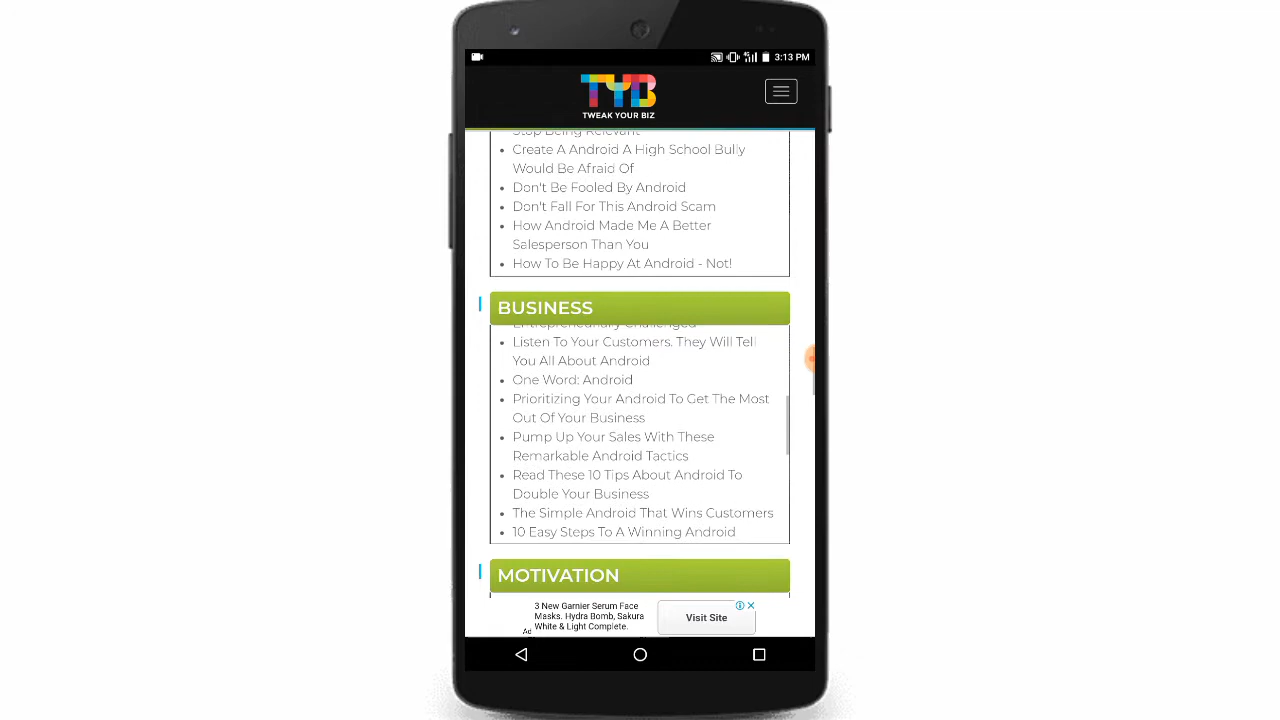 3:13 PM
TYB
TWEAK YOUR BIZ
Stop Being Relevant
• Create A Android A High School Bully
Would Be Afraid Of
• Don't Be Fooled By Android
• Don't Fall For This Android Scam
• How Android Made Me A Better
Salesperson Than You
• How To Be Happy At Android - Not!
BUSINESS
Entrepreneurially Challenged
• Listen To Your Customers. They Will Tell
You All About Android
• One Word: Android
• Prioritizing Your Android To Get The Most
Out Of Your Business
• Pump Up Your Sales With These
Remarkable Android Tactics
• Read These 10 Tips About Android To
Double Your Business
• The Simple Android That Wins Customers
• 10 Easy Steps To A Winning Android
MOTIVATION
3 New Garnier Serum Face
Masks. Hydra Bomb, Sakura
White & Light Complete.
Ad
Visit Site